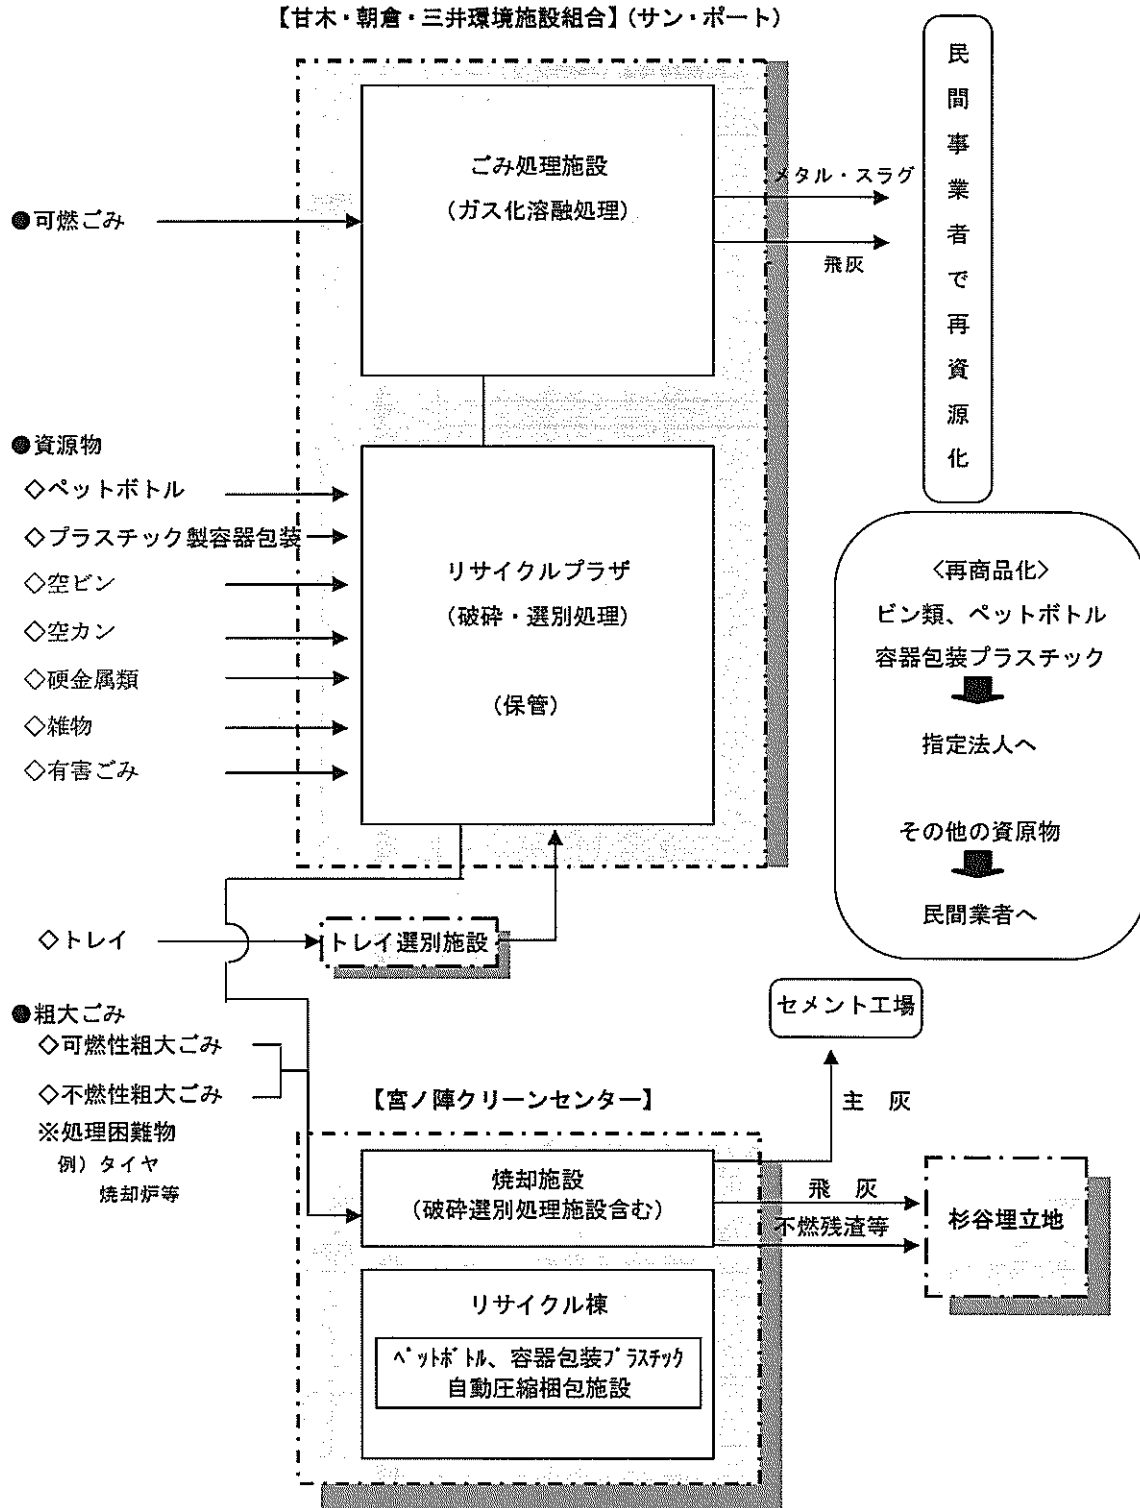 【甘木・朝倉・三井環境施設組合】(サン・ポート)
ごみ処理施設
(ガス化溶融処理)
●可燃ごみ
メタル・スラグ
飛灰
民間事業者で再資源化
●資源物
◇ペットボトル
◇プラスチック製容器包装
◇空ビン
◇空カン
◇硬金属類
◇雑物
◇有害ごみ
リサイクルプラザ
(破砕・選別処理)
(保管)
〈再商品化〉
ビン類、ペットボトル
容器包装プラスチック
指定法人へ
その他の資原物
民間業者へ
◇トレイ
トレイ選別施設
●粗大ごみ
◇可燃性粗大ごみ
◇不燃性粗大ごみ
※処理困難物
例）タイヤ
焼却炉等
セメント工場
主　灰
【宮ノ陣クリーンセンター】
焼却施設
(破砕選別処理施設含む)
飛　灰
不燃残渣等
杉谷埋立地
リサイクル棟
ﾍﾟｯﾄﾎﾞﾄﾙ、容器包装ﾌﾟﾗｽﾁｯｸ
自動圧縮梱包施設